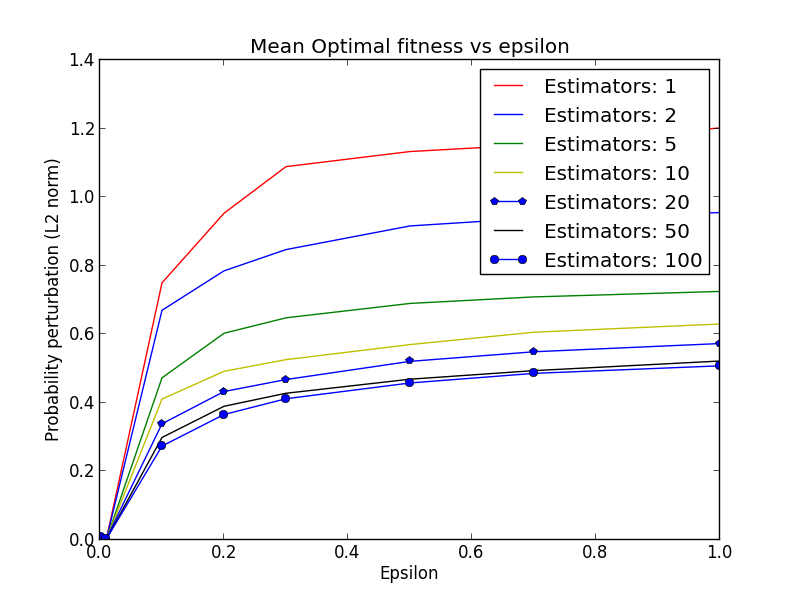 Mean Optimal fitness vs epsilon
1.4
1.2
1.0
0.8
0.6
0.4
0.2
0.0
Probability perturbation (L2 norm)
Estimators: 1
Estimators: 2
Estimators: 5
Estimators: 10
Estimators: 20
Estimators: 50
Estimators: 100
0.0 0.2 0.4 0.6 0.8 1.0
Epsilon